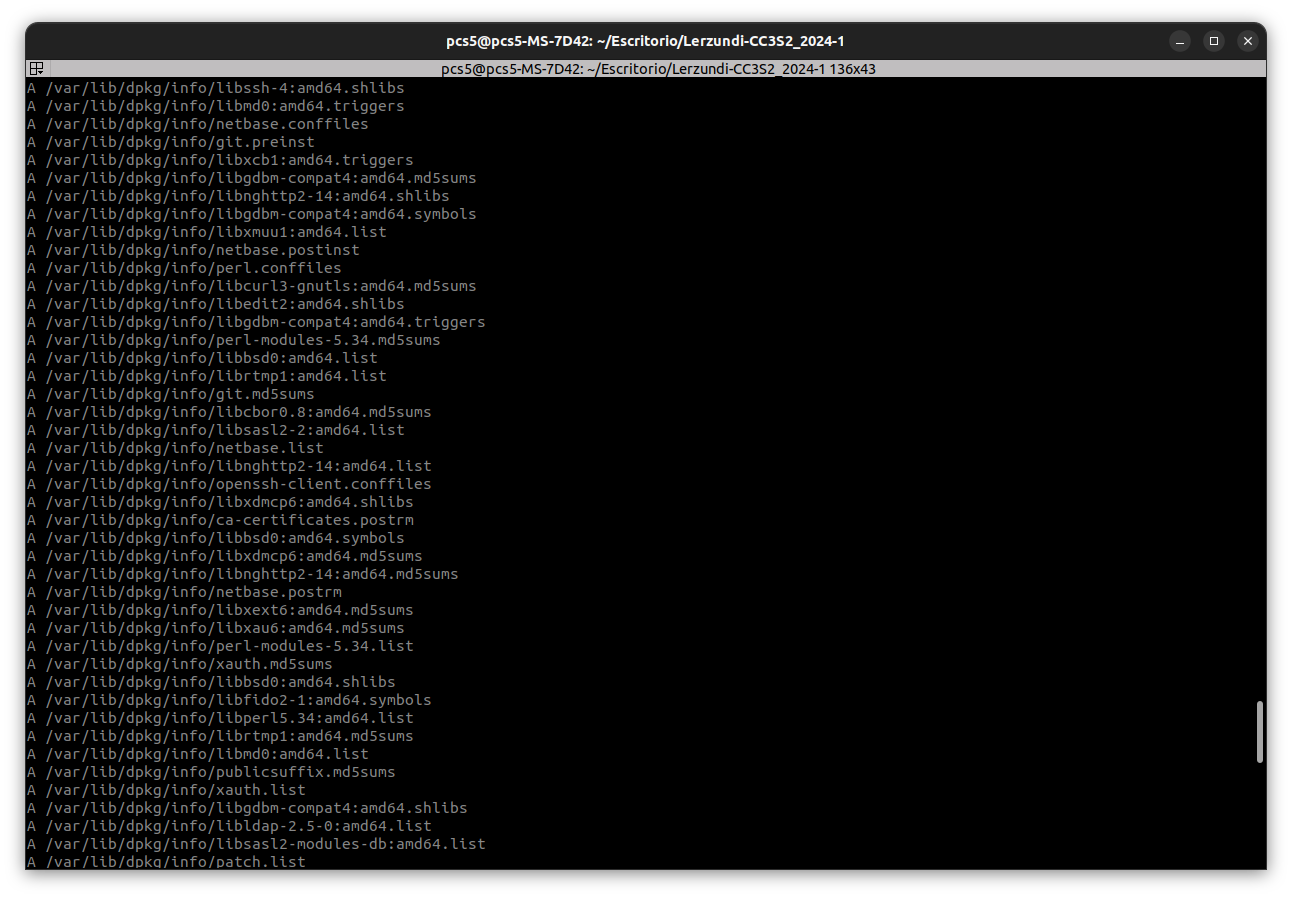 pcs5@pcs5-MS-7D42: ~/Escritorio/Lerzundi-CC3S2_2024-1
pcs5@pcs5-MS-7D42: ~/Escritorio/Lerzundi-CC3S2_2024-1 136x43
A /var/lib/dpkg/info/libssh-4:amd64.shlibs
A /var/lib/dpkg/info/libmd0:amd64.triggers
A /var/lib/dpkg/info/netbase.conffiles
A /var/lib/dpkg/info/git.preinst
A /var/lib/dpkg/info/libxcb1:amd64.triggers
A /var/lib/dpkg/info/libgdbm-compat4:amd64.md5sums
A /var/lib/dpkg/info/libnghttp2-14:amd64.shlibs
A /var/lib/dpkg/info/libgdbm-compat4:amd64.symbols
A /var/lib/dpkg/info/libxmuu1:amd64.list
A /var/lib/dpkg/info/netbase.postinst
A /var/lib/dpkg/info/perl.conffiles
A /var/lib/dpkg/info/libcurl3-gnutls:amd64.md5sums
A /var/lib/dpkg/info/libedit2:amd64.shlibs
A /var/lib/dpkg/info/libgdbm-compat4:amd64.triggers
A /var/lib/dpkg/info/perl-modules-5.34.md5sums
A /var/lib/dpkg/info/libbsd0:amd64.list
A /var/lib/dpkg/info/librtmp1:amd64.list
A /var/lib/dpkg/info/git.md5sums
A /var/lib/dpkg/info/libcbor0.8:amd64.md5sums
A /var/lib/dpkg/info/libsasl2-2:amd64.list
A /var/lib/dpkg/info/netbase.list
A /var/lib/dpkg/info/libnghttp2-14:amd64.list
A /var/lib/dpkg/info/openssh-client.conffiles
A /var/lib/dpkg/info/libxdmcp6:amd64.shlibs
A /var/lib/dpkg/info/ca-certificates.postrm
A /var/lib/dpkg/info/libbsd0:amd64.symbols
A /var/lib/dpkg/info/libxdmcp6:amd64.md5sums
A /var/lib/dpkg/info/libnghttp2-14:amd64.md5sums
A /var/lib/dpkg/info/netbase.postrm
A /var/lib/dpkg/info/libxext6:amd64.md5sums
A /var/lib/dpkg/info/libxau6:amd64.md5sums
A /var/lib/dpkg/info/perl-modules-5.34.list
A /var/lib/dpkg/info/xauth.md5sums
A /var/lib/dpkg/info/libbsd0:amd64.shlibs
A /var/lib/dpkg/info/libfido2-1:amd64.symbols
A /var/lib/dpkg/info/libperl5.34:amd64.list
A /var/lib/dpkg/info/librtmp1:amd64.md5sums
A /var/lib/dpkg/info/libmd0:amd64.list
A /var/lib/dpkg/info/publicsuffix.md5sums
A /var/lib/dpkg/info/xauth.list
A /var/lib/dpkg/info/libgdbm-compat4:amd64.shlibs
A /var/lib/dpkg/info/libldap-2.5-0:amd64.list
A /var/lib/dpkg/info/libsasl2-modules-db:amd64.list
A /var/lib/dpkg/info/patch.list